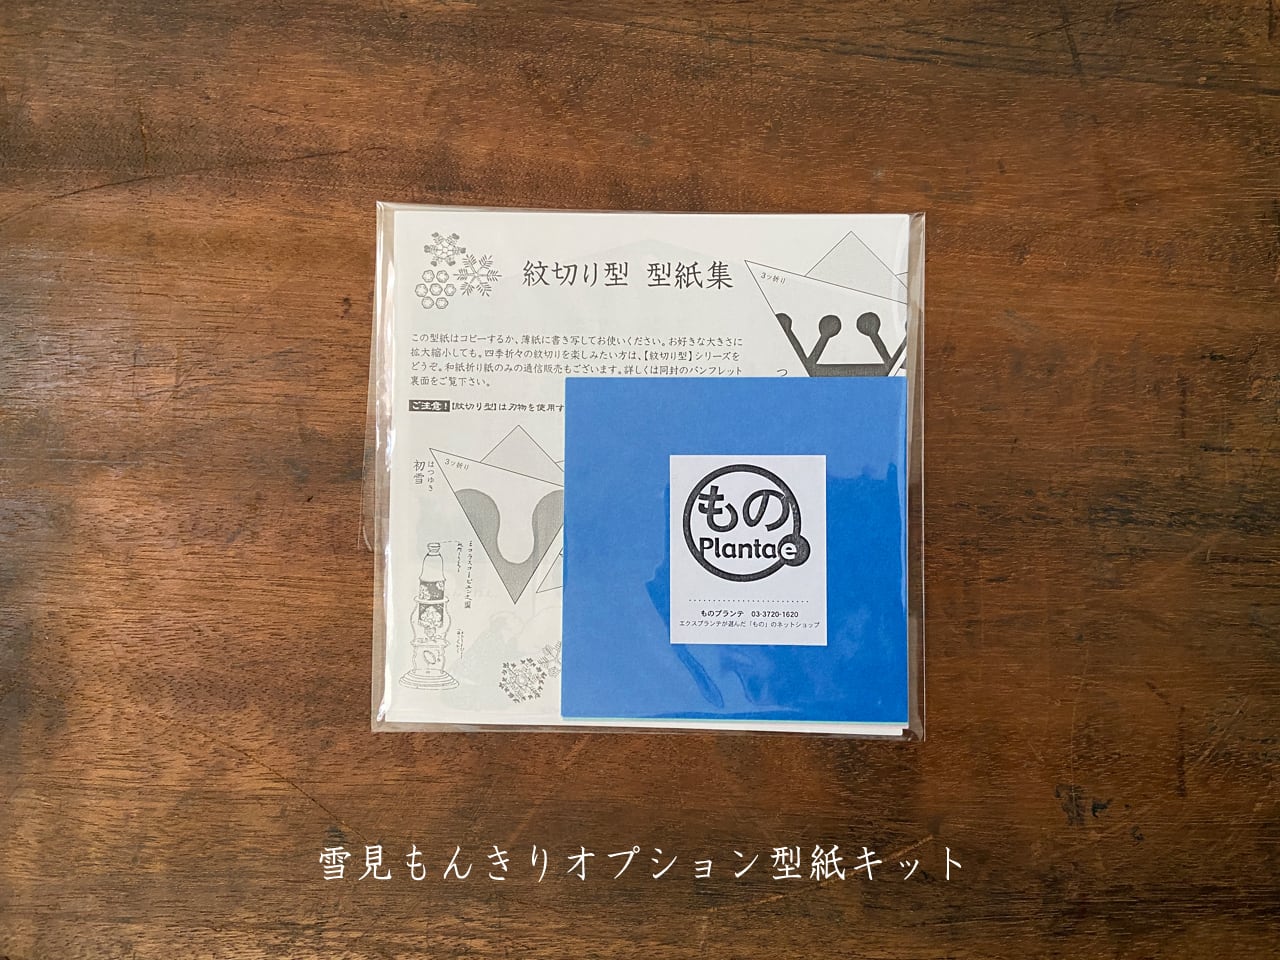 紋切り型 型紙集
3ツ折り
この型紙はコピーするか、薄紙に書き写してお使いください。お好きな大きさに
拡大縮小しても。四季折々の紋切りを楽しみたい方は、【紋切り型】シリーズを
どうぞ。和紙折り紙のみの通信販売もございます。詳しくは同封のパンフレット
裏面をご覧下さい。
つ
ご注意!【紋切り型】は刃物を使用す
初雪
はつゆき
3ツ折り
もの
Plantae
ものプランテ 03-3720-1620
エクスプランテが選んだ「もの」のネットショップ
雪見もんきりオプション型紙キット